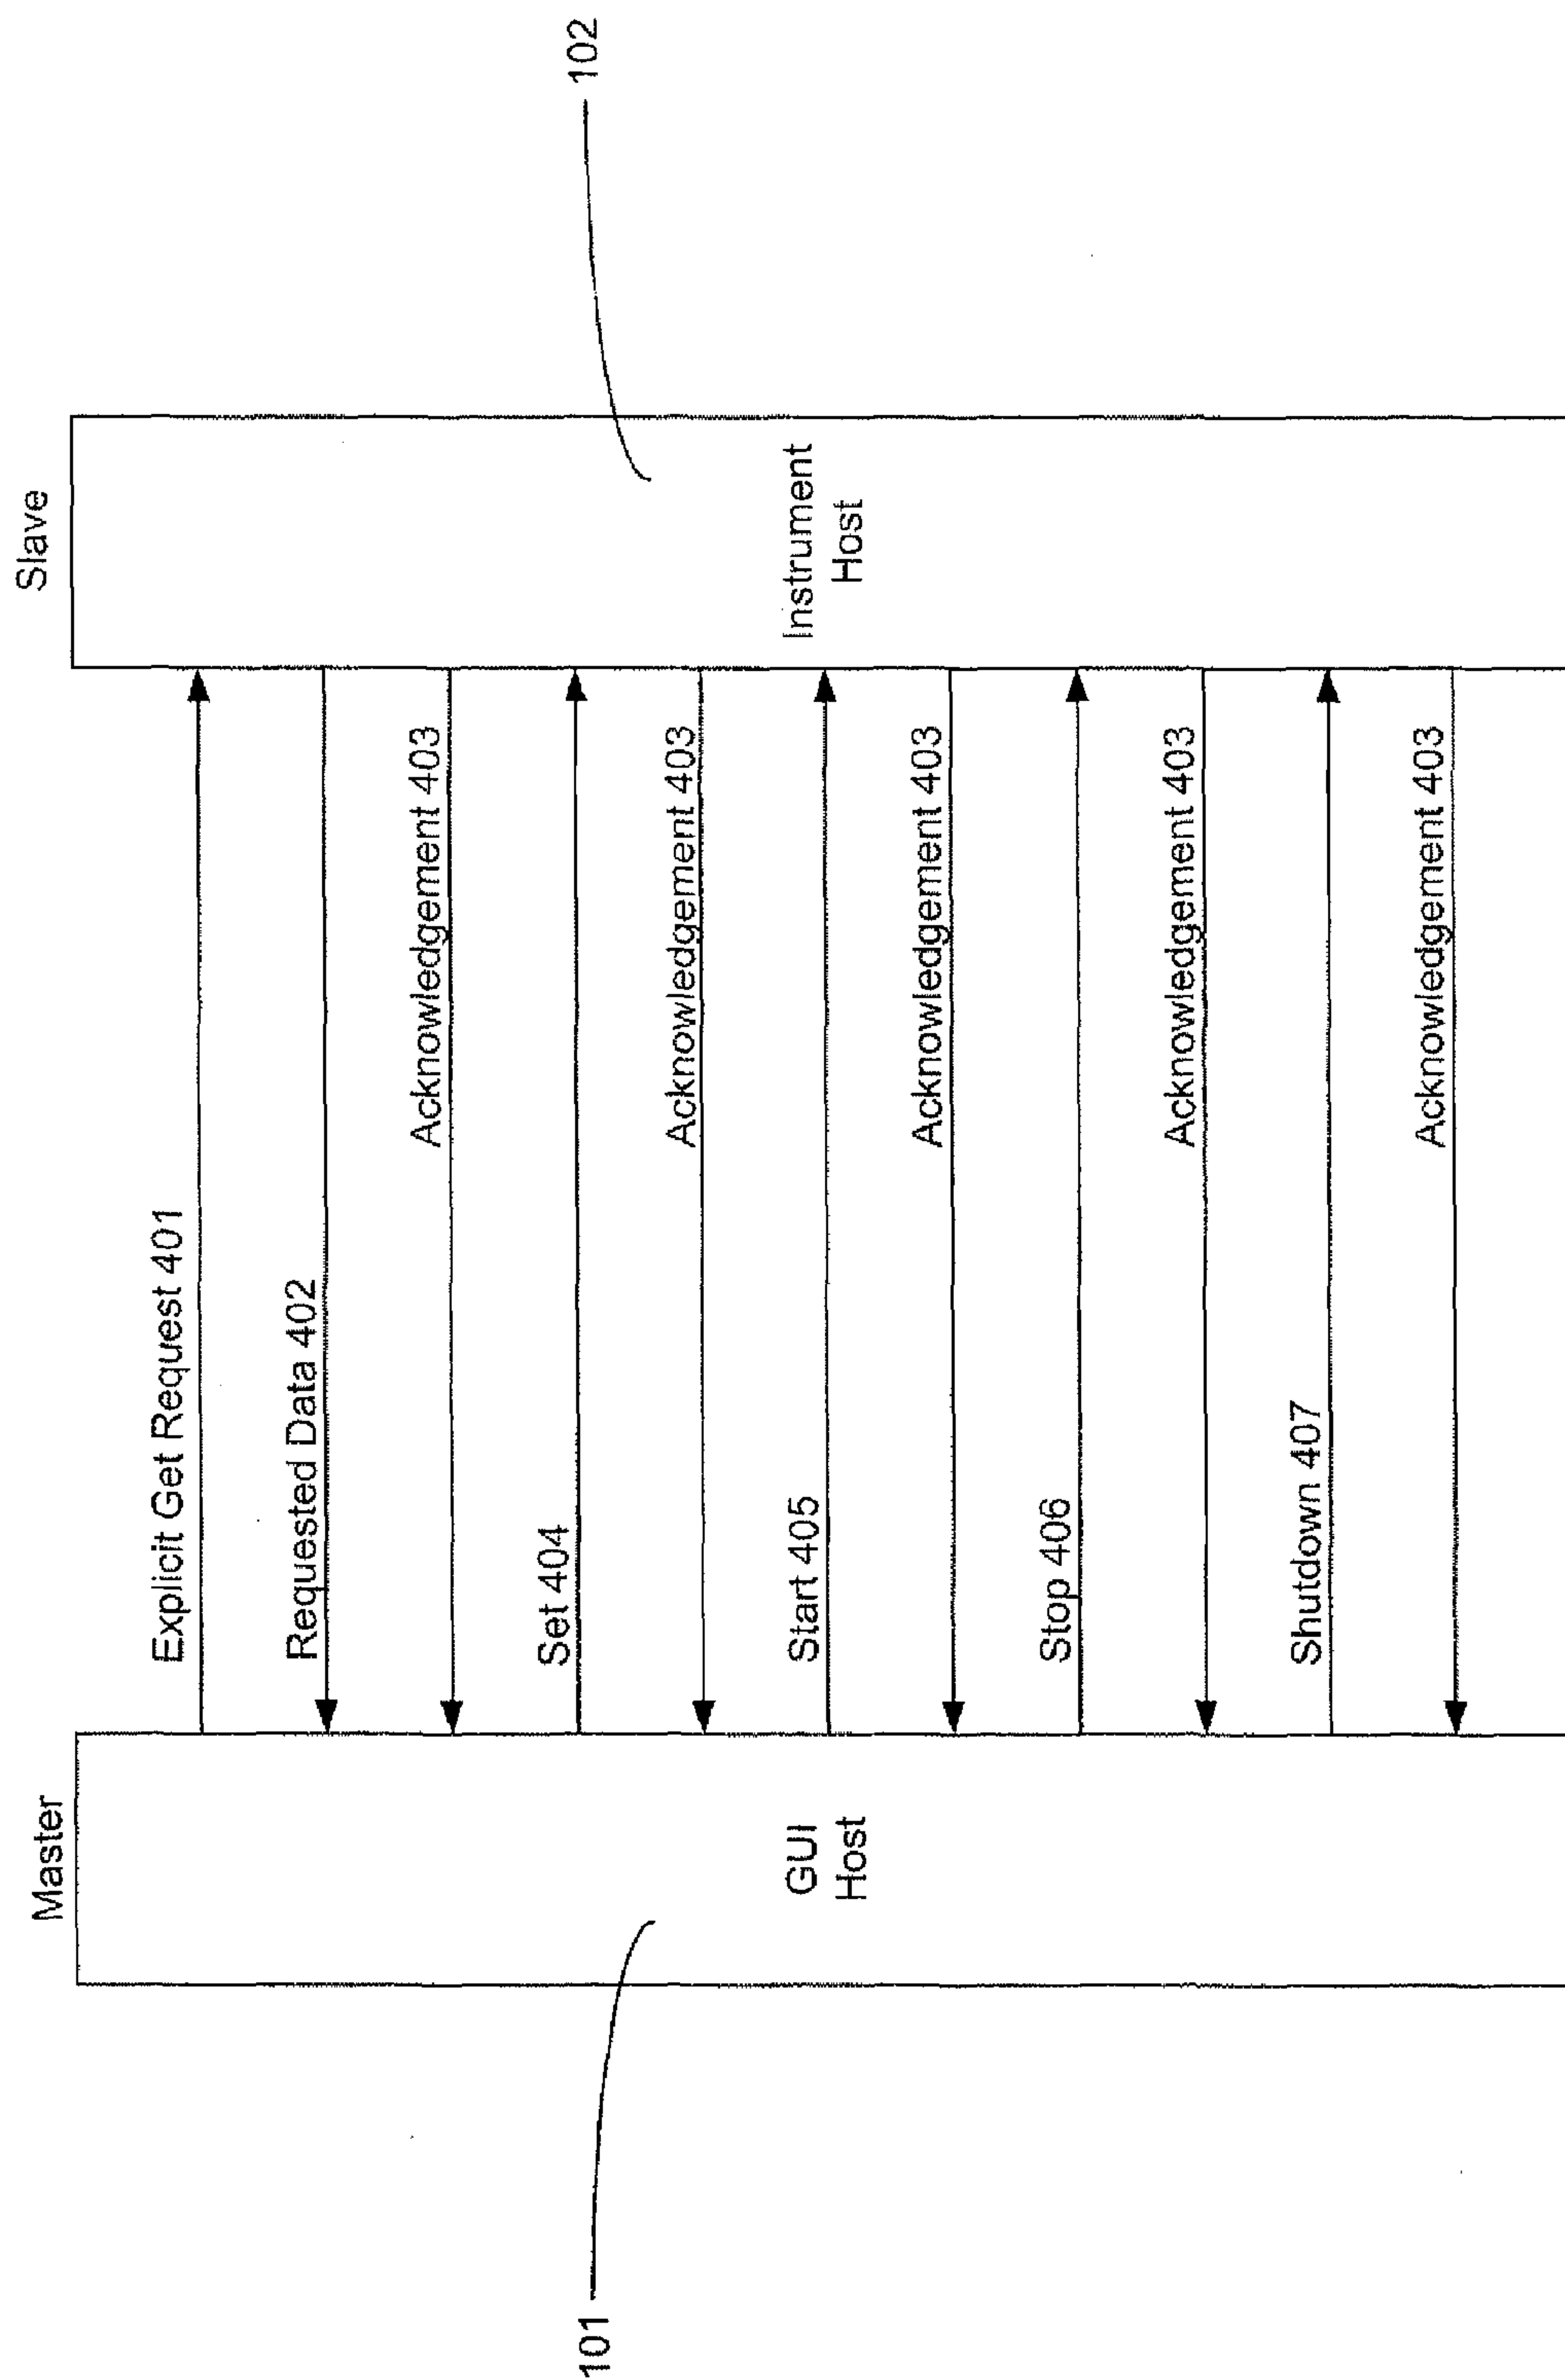 Master
Slave
Explicit Get Request 401
Requested Data 402
Acknowledgement 403
Set 404
102
101
Acknowledgement 403
GUI
Host
Instrument
Host
Start 405
Acknowledgement 403
Stop 406
Acknowledgement 403
Shutdown 407
Acknowledgement 403